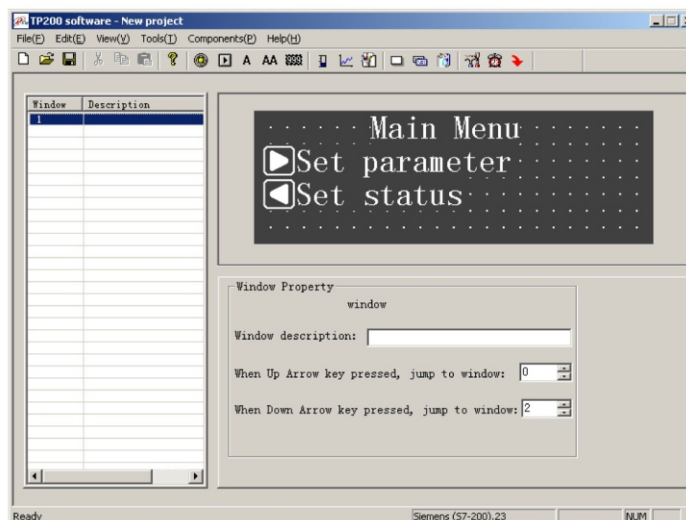 TP200 software - New project
File(F) Edit(E) View(V) Tools(T) Components(P) Help(H)
A AA
Window Description
1
Main Menu
Set parameter
Set status
Window Property
window
Window description:
When Up Arrow key pressed, jump to window: 0
When Down Arrow key pressed, jump to window: 2
Ready Siemens (S7-200).23 NUM